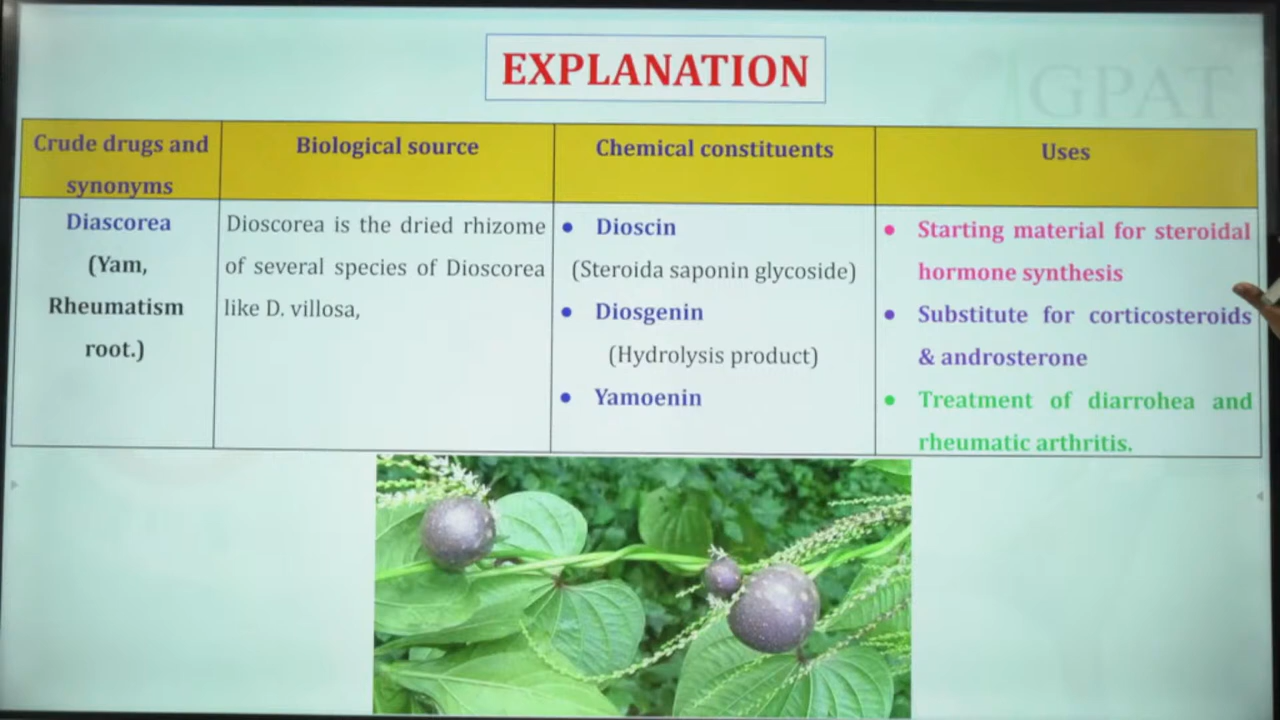 EXPLANATION
GPAT
Crude drugs and
synonyms
Biological source
Chemical constituents
Uses
Diascorea
(Yam,
Rheumatism
root.)
Dioscorea is the dried rhizome
of several species of Dioscorea
like D. villosa,
• Dioscin
(Steroida saponin glycoside)
• Diosgenin
(Hydrolysis product)
• Yamoenin
• Starting material for steroidal
hormone synthesis
• Substitute for corticosteroids
& androsterone
• Treatment of diarrohea and
rheumatic arthritis.